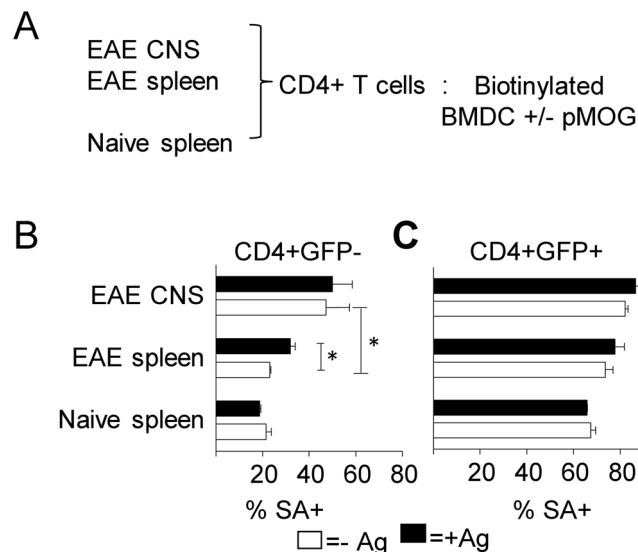 A
EAE CNS
EAE spleen
Naive spleen
CD4+ T cells : Biotinylated
BMDC +/- pMOG
B
CD4+GFP-
C
CD4+GFP+
EAE CNS
EAE spleen
Naive spleen
*
*
20 40 60 80
20 40 60 80
% SA+
% SA+
=- Ag =+Ag